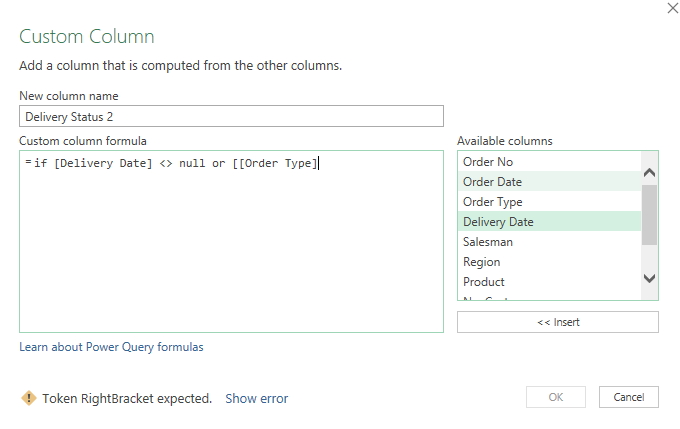 Custom Column
Add a column that is computed from the other columns.
New column name
Delivery Status 2
Custom column formula
Available columns
=if [Delivery Date] <> null or [[Order Type]
Order No
Order Date
Order Type
Delivery Date
Salesman
Region
Product
<< Insert
Learn about Power Query formulas
Token RightBracket expected. Show error
OK
Cancel